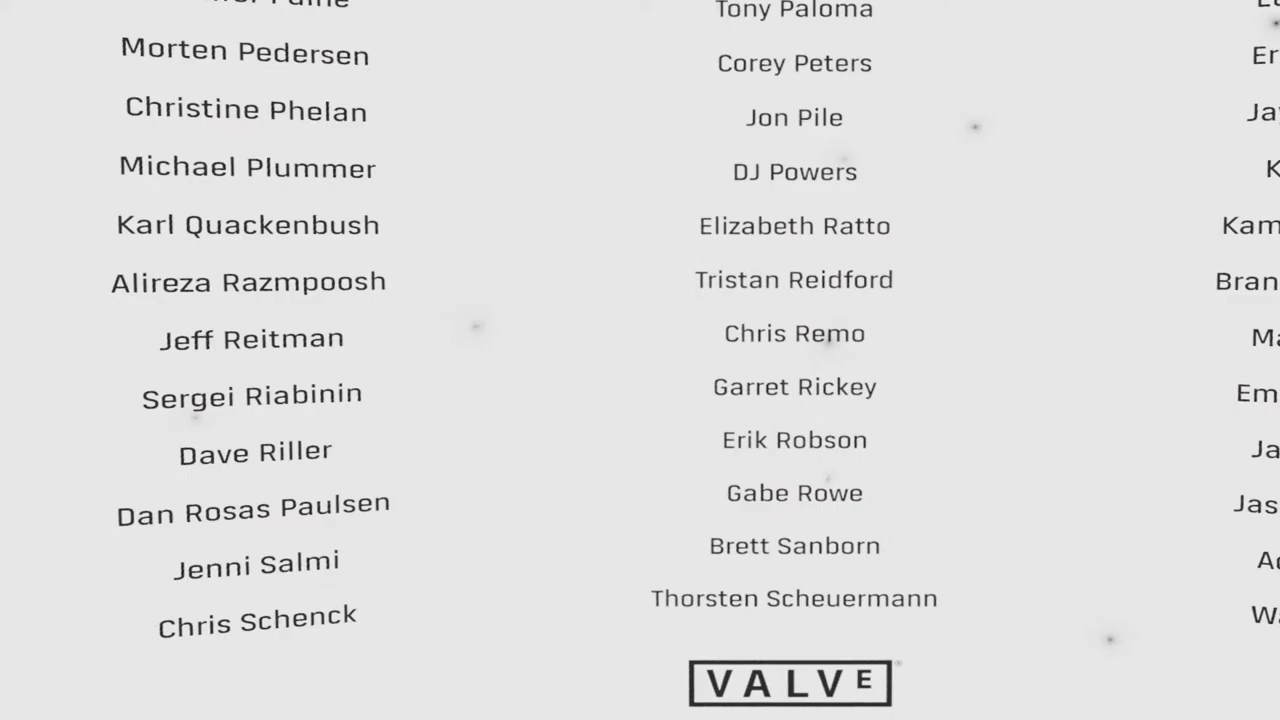 Morten Pedersen
Christine Phelan
Michael Plummer
Karl Quackenbush
Alireza Razmpoosh
Jeff Reitman
Sergei Riabinin
Dave Riller
Dan Rosas Paulsen
Jenni Salmi
Chris Schenck
Tony Paloma
Corey Peters
Jon Pile
DJ Powers
Elizabeth Ratto
Tristan Reidford
Chris Remo
Garret Rickey
Erik Robson
Gabe Rowe
Brett Sanborn
Thorsten Scheuermann
VALVE